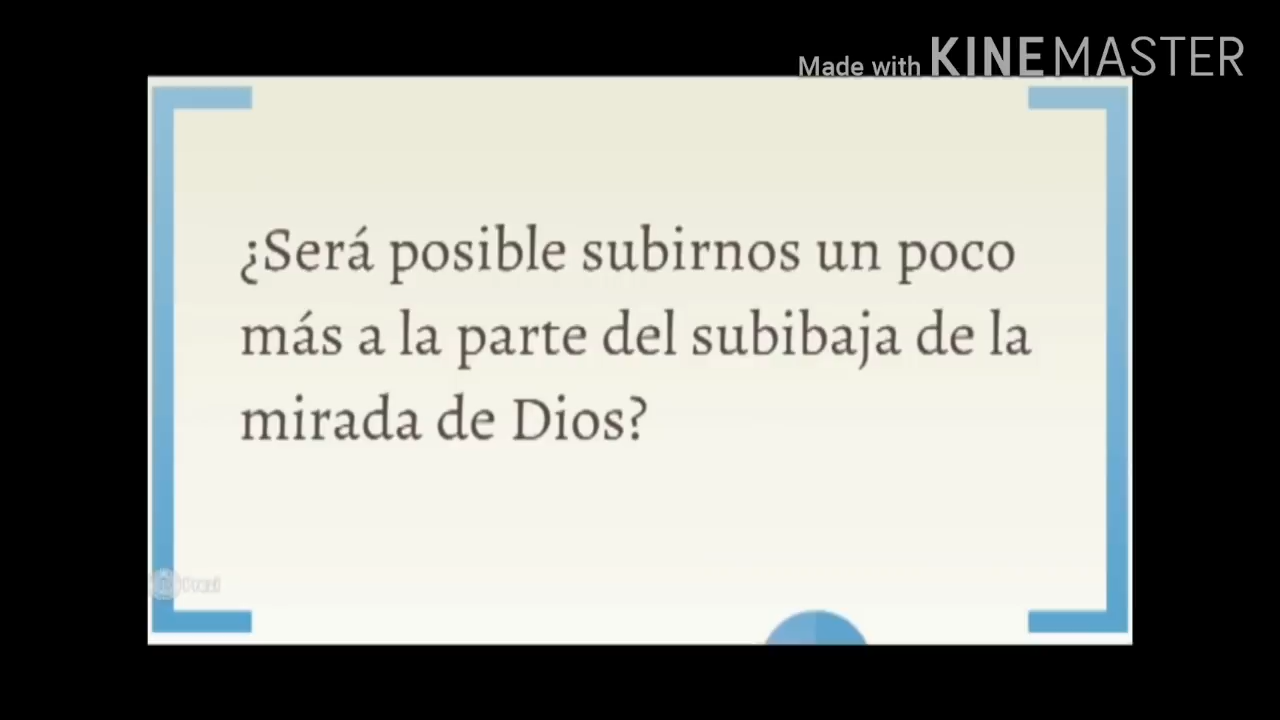 Made with KINEMASTER
¿Será posible subirnos un poco
más a la parte del subibaja de la
mirada de Dios?